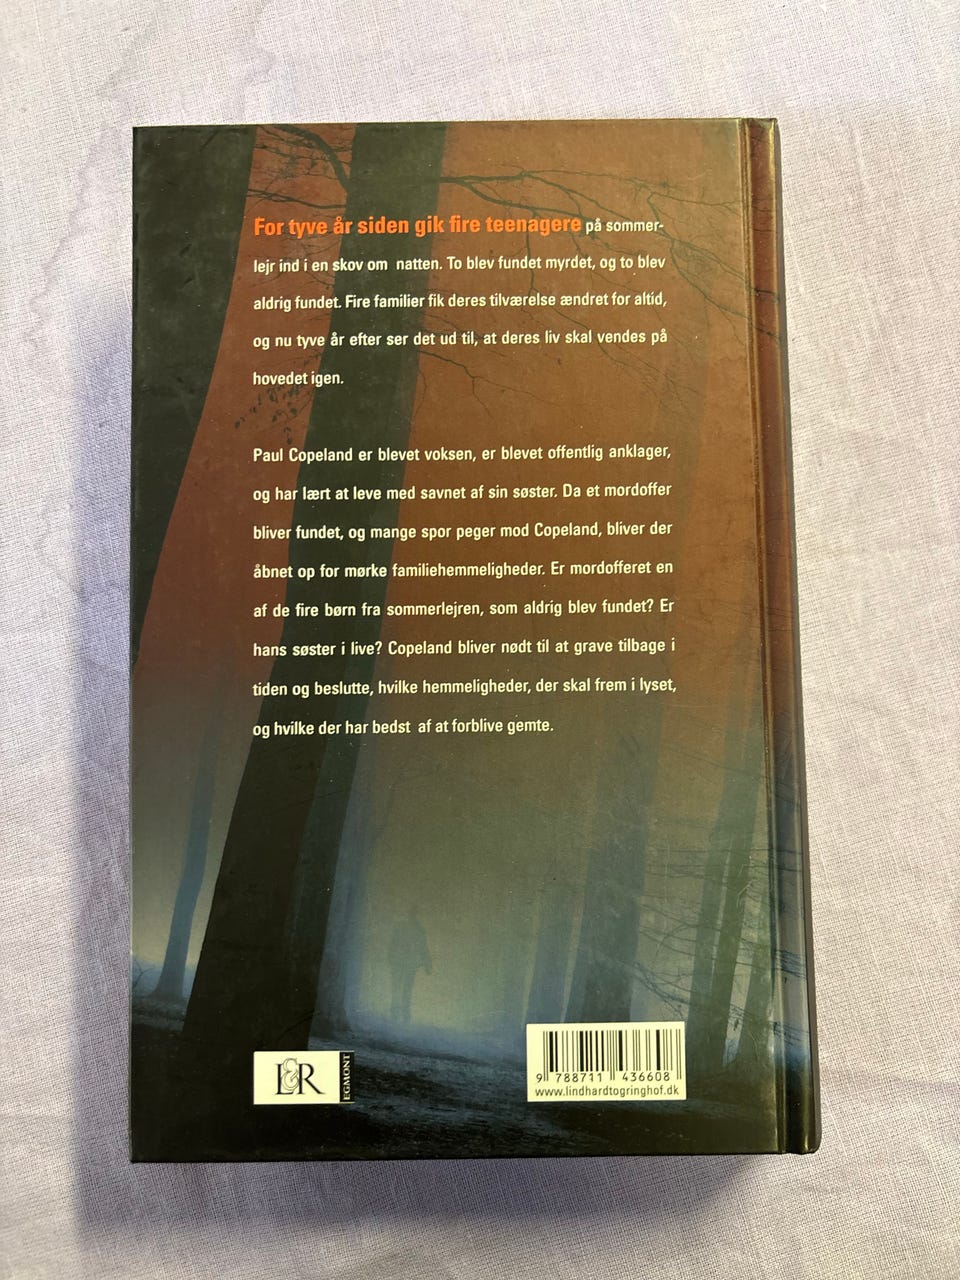 For tyve år siden gik fire teenagere på sommer-
lejr ind i en skov om natten. To blev fundet myrdet, og to blev
aldrig fundet. Fire familier fik deres tilværelse ændret for altid,
og nu tyve år efter ser det ud til, at deres liv skal vendes på
hovedet igen.
Paul Copeland er blevet voksen, er blevet offentlig anklager,
og har lært at leve med savnet af sin søster. Da et mordoffer
bliver fundet, og mange spor peger mod Copeland, bliver der
åbnet op for mørke familiehemmeligheder. Er mordofferet en
af de fire børn fra sommerlejren, som aldrig blev fundet? Er
hans søster i live? Copeland bliver nødt til at grave tilbage i
tiden og beslutte, hvilke hemmeligheder, der skal frem i lyset,
og hvilke der har bedst af at forblive gemte.
L&R EGMONT
9 788711 436608
www.lindhardtogringhof.dk